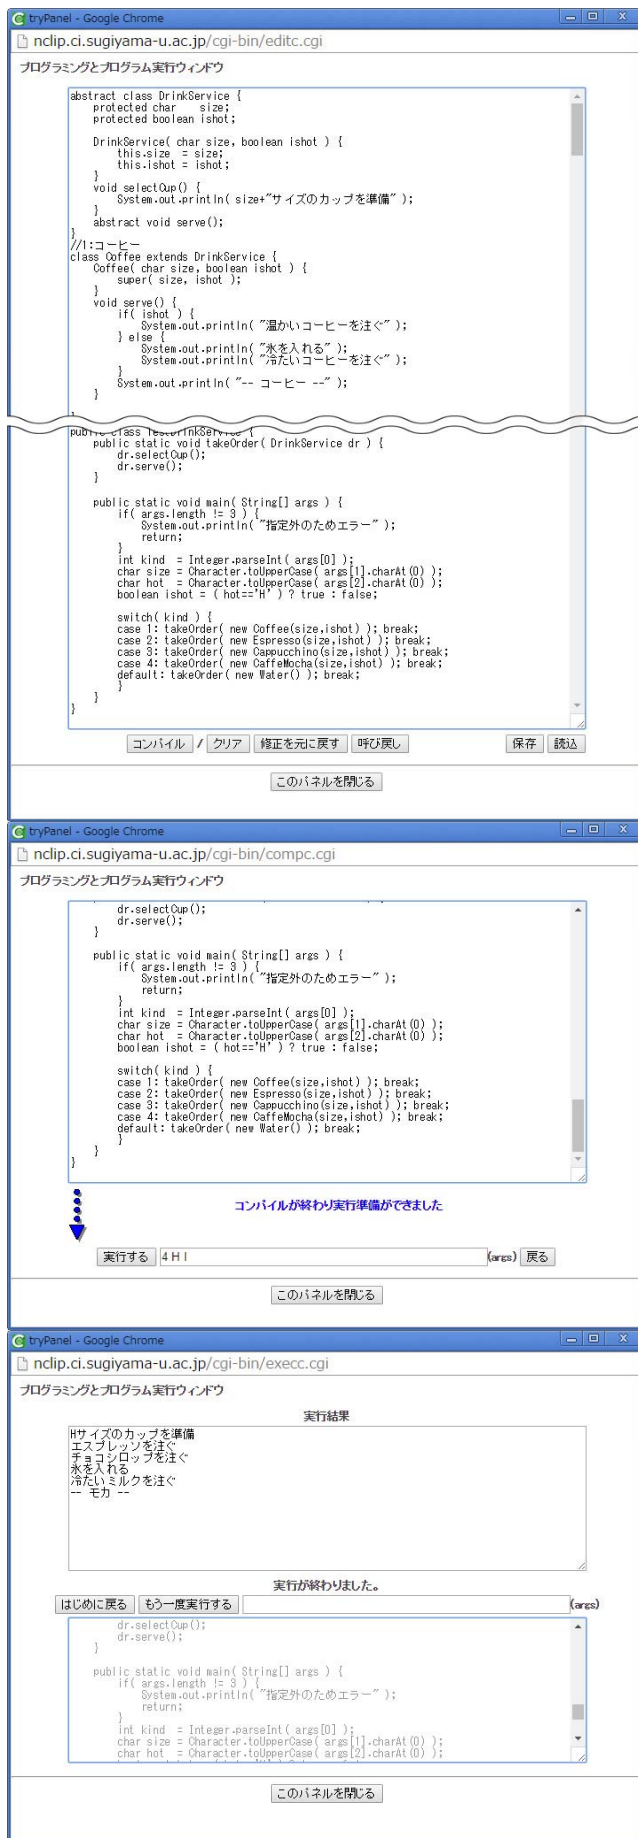 tryPanel - Google Chrome
nclip.ci.sugiyama-u.ac.jp/cgi-bin/editc.cgi
プログラミングとプログラム実行ウィンドウ
abstract class DrinkService {
    protected char    size;
    protected boolean ishot;
    DrinkService( char size, boolean ishot ) {
        this.size  = size;
        this.ishot = ishot;
    }
    void selectCup() {
        System.out.println( size+"サイズのカップを準備" );
    }
    abstract void serve();
}
//1:コーヒー
class Coffee extends DrinkService {
    Coffee( char size, boolean ishot ) {
        super( size, ishot );
    }
    void serve() {
        if( ishot ) {
            System.out.println( "温かいコーヒーを注ぐ" );
        } else {
            System.out.println( "氷を入れる" );
            System.out.println( "冷たいコーヒーを注ぐ" );
        }
        System.out.println( "-- コーヒー --" );
    }
public class TestDrinkService {
    public static void takeOrder( DrinkService dr ) {
        dr.selectCup();
        dr.serve();
    }
    public static void main( String[] args ) {
        if( args.length != 3 ) {
            System.out.println( "指定外のためエラー" );
            return;
        }
        int kind  = Integer.parseInt( args[0] );
        char size = Character.toUpperCase( args[1].charAt(0) );
        char hot  = Character.toUpperCase( args[2].charAt(0) );
        boolean ishot = ( hot=='H' ) ? true : false;
        switch( kind ) {
        case 1: takeOrder( new Coffee(size,ishot) ); break;
        case 2: takeOrder( new Espresso(size,ishot) ); break;
        case 3: takeOrder( new Cappucchino(size,ishot) ); break;
        case 4: takeOrder( new CaffeMocha(size,ishot) ); break;
        default: takeOrder( new Water() ); break;
        }
    }
}
コンパイル / クリア 修正を元に戻す 呼び戻し 保存 読込
このパネルを閉じる
tryPanel - Google Chrome
nclip.ci.sugiyama-u.ac.jp/cgi-bin/compc.cgi
プログラミングとプログラム実行ウィンドウ
        dr.selectCup();
        dr.serve();
    }
    public static void main( String[] args ) {
        if( args.length != 3 ) {
            System.out.println( "指定外のためエラー" );
            return;
        }
        int kind  = Integer.parseInt( args[0] );
        char size = Character.toUpperCase( args[1].charAt(0) );
        char hot  = Character.toUpperCase( args[2].charAt(0) );
        boolean ishot = ( hot=='H' ) ? true : false;
        switch( kind ) {
        case 1: takeOrder( new Coffee(size,ishot) ); break;
        case 2: takeOrder( new Espresso(size,ishot) ); break;
        case 3: takeOrder( new Cappucchino(size,ishot) ); break;
        case 4: takeOrder( new CaffeMocha(size,ishot) ); break;
        default: takeOrder( new Water() ); break;
        }
    }
}
コンパイルが終わり実行準備ができました
実行する 4 H I (args) 戻る
このパネルを閉じる
tryPanel - Google Chrome
nclip.ci.sugiyama-u.ac.jp/cgi-bin/execc.cgi
プログラミングとプログラム実行ウィンドウ
実行結果
Hサイズのカップを準備
エスプレッソを注ぐ
チョコシロップを注ぐ
氷を入れる
冷たいミルクを注ぐ
-- モカ --
実行が終わりました。
はじめに戻る もう一度実行する (args)
        dr.selectCup();
        dr.serve();
    }
    public static void main( String[] args ) {
        if( args.length != 3 ) {
            System.out.println( "指定外のためエラー" );
            return;
        }
        int kind  = Integer.parseInt( args[0] );
        char size = Character.toUpperCase( args[1].charAt(0) );
        char hot  = Character.toUpperCase( args[2].charAt(0) );
このパネルを閉じる